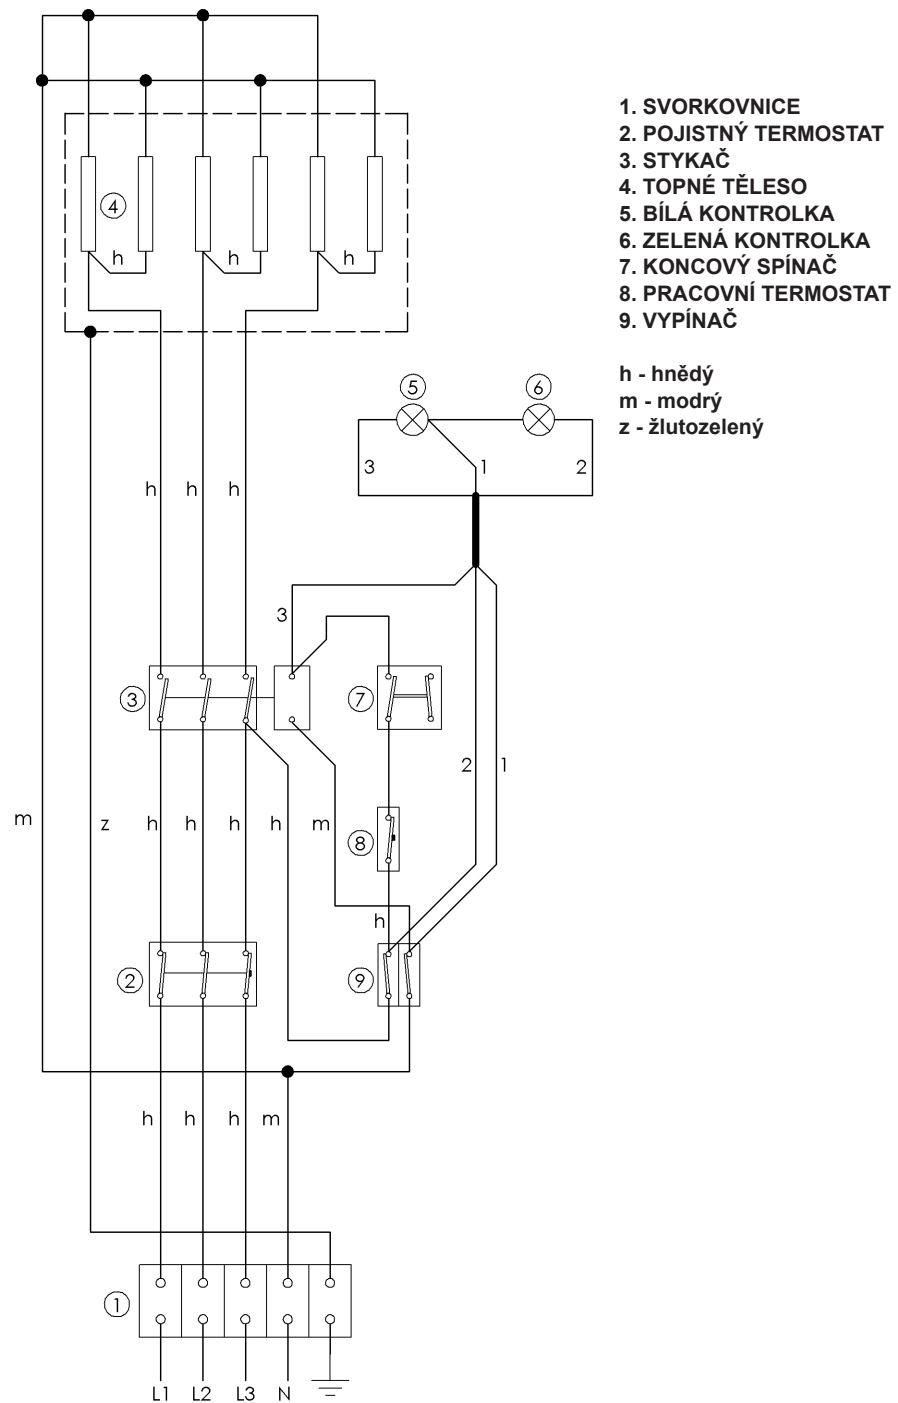 1. SVORKOVNICE
2. POJISTNÝ TERMOSTAT
3. STYKAČ
4. TOPNÉ TĚLESO
5. BÍLÁ KONTROLKA
6. ZELENÁ KONTROLKA
7. KONCOVÝ SPÍNAČ
8. PRACOVNÍ TERMOSTAT
9. VYPÍNAČ
h - hnědý
m - modrý
z - žlutozelený
4
h h h
5 6
3 1 2
h h h
3
3 7
2 1
m z h h h h m
8
h
2 9
h h h m
1
L1 L2 L3 N